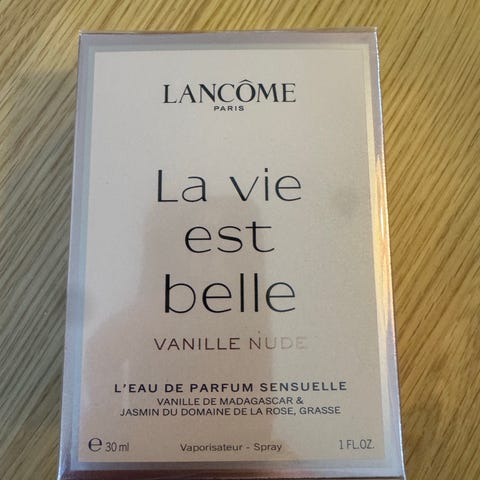 LANCÔME
PARIS
La vie
est
belle
VANILLE NUDE
L'EAU DE PARFUM SENSUELLE
VANILLE DE MADAGASCAR &
JASMIN DU DOMAINE DE LA ROSE, GRASSE
℮ 30 ml Vaporisateur - Spray 1 FL.OZ.